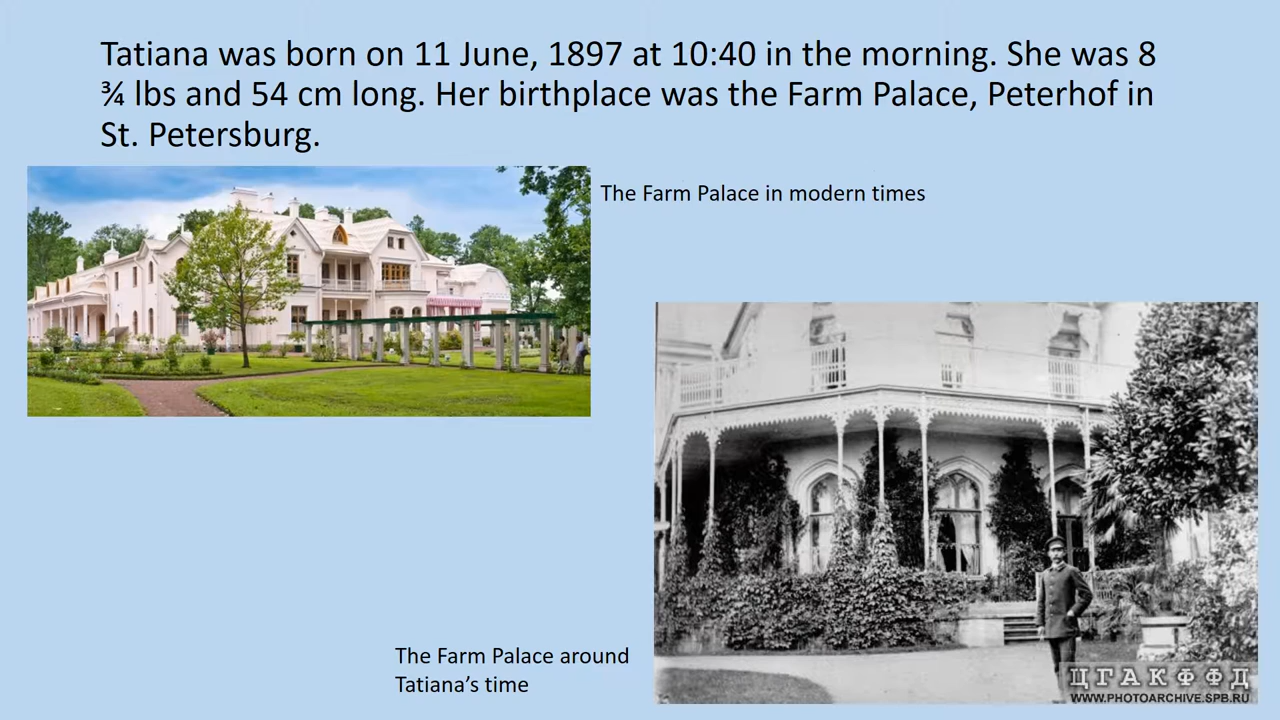 Tatiana was born on 11 June, 1897 at 10:40 in the morning. She was 8
¾ lbs and 54 cm long. Her birthplace was the Farm Palace, Peterhof in
St. Petersburg.
The Farm Palace in modern times
The Farm Palace around
Tatiana’s time
ЦГАКФФД
WWW.PHOTOARCHIVE.SPB.RU